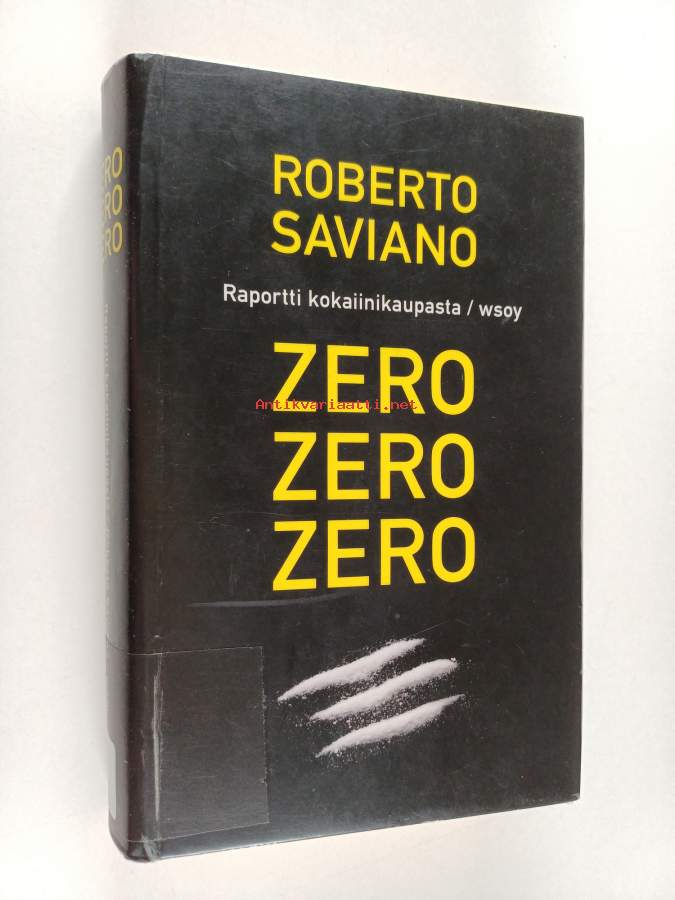 ROBERTO
SAVIANO
Raportti kokaiinikaupasta / wsoy
ZERO
Antikvariaatti.net
ZERO
ZERO